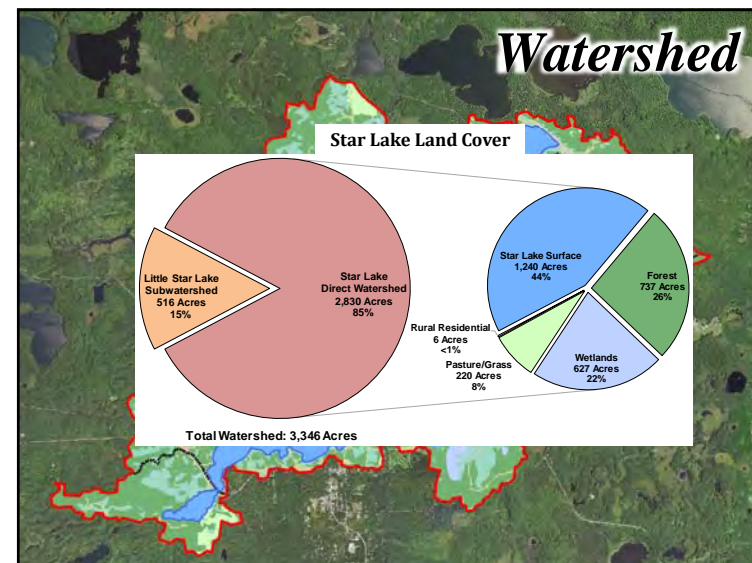 Watershed
Star Lake Land Cover
Little Star Lake
Subwatershed
516 Acres
15%
Star Lake
Direct Watershed
2,830 Acres
85%
Star Lake Surface
1,240 Acres
44%
Forest
737 Acres
26%
Rural Residential
6 Acres
<1%
Pasture/Grass
220 Acres
8%
Wetlands
627 Acres
22%
Total Watershed: 3,346 Acres